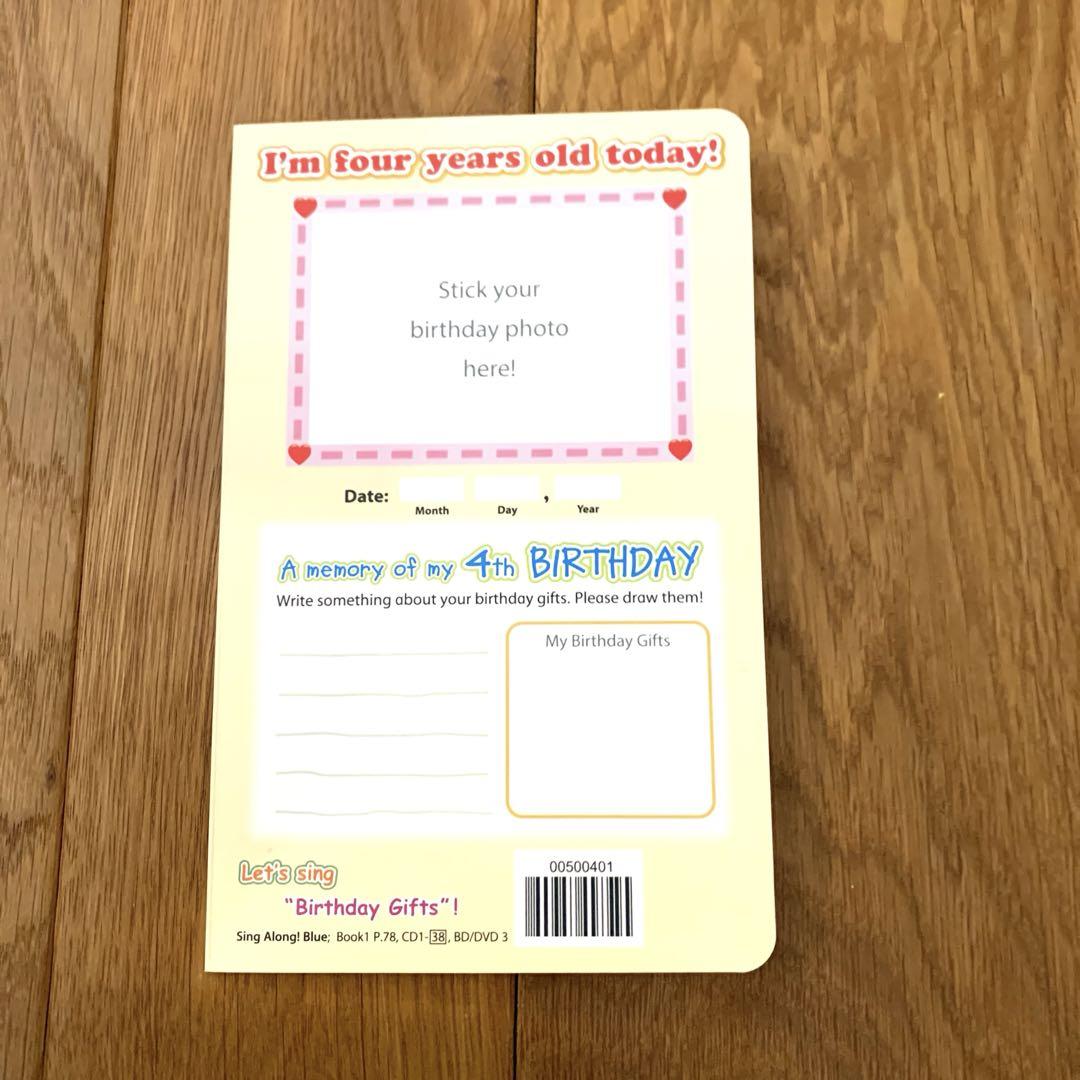 I'm four years old today!
Stick your
birthday photo
here!
Date: ,
Month Day Year
A memory of my 4th BIRTHDAY
Write something about your birthday gifts. Please draw them!
My Birthday Gifts
Let's sing
"Birthday Gifts"!
Sing Along! Blue; Book1 P.78, CD1-38, BD/DVD 3
00500401